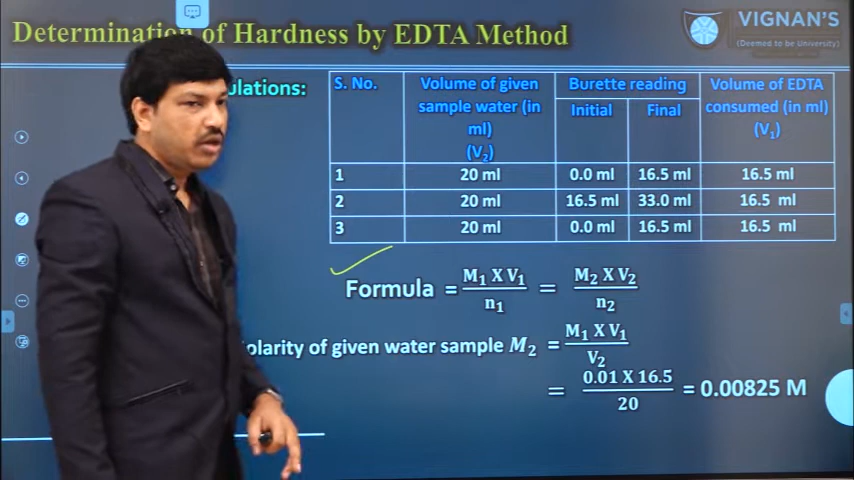 Determination of Hardness by EDTA Method
VIGNAN'S
(Deemed to be University)
ulations:
S. No.
Volume of given sample water (in ml) (V₂)
Burette reading
Initial
Final
Volume of EDTA consumed (in ml) (V₁)
1 20 ml 0.0 ml 16.5 ml 16.5 ml
2 20 ml 16.5 ml 33.0 ml 16.5 ml
3 20 ml 0.0 ml 16.5 ml 16.5 ml
Formula = M₁ X V₁ / n₁ = M₂ X V₂ / n₂
olarity of given water sample M₂ = M₁ X V₁ / V₂
= 0.01 X 16.5 / 20 = 0.00825 M